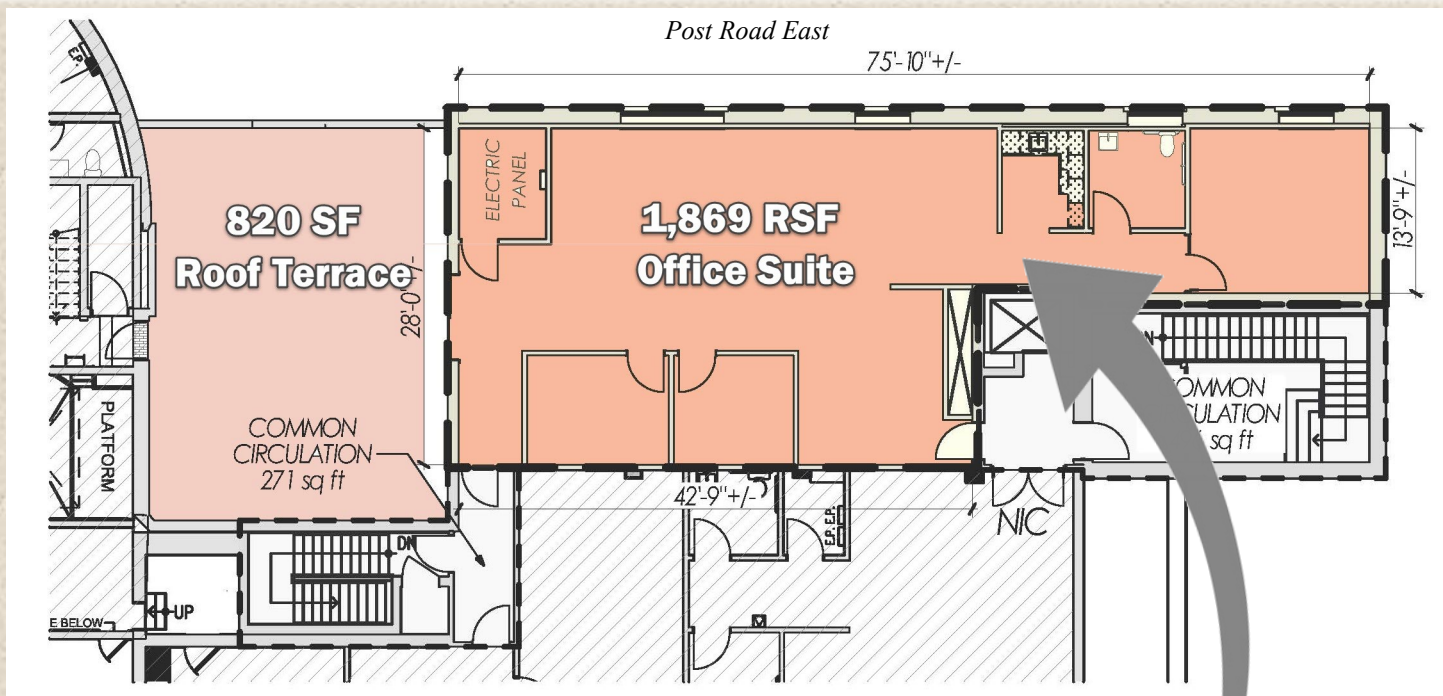 Post Road East
75'-10"+/-
E.P.
ELECTRIC
PANEL
820 SF
Roof Terrace
1,869 RSF
Office Suite
28'-0"+/-
13'-9"+/-
COMMON
CIRCULATION
271 sq ft
PLATFORM
COMMON
sq ft
42'-9"+/-
E.P. E.P.
NIC
DN
UP
E BELOW